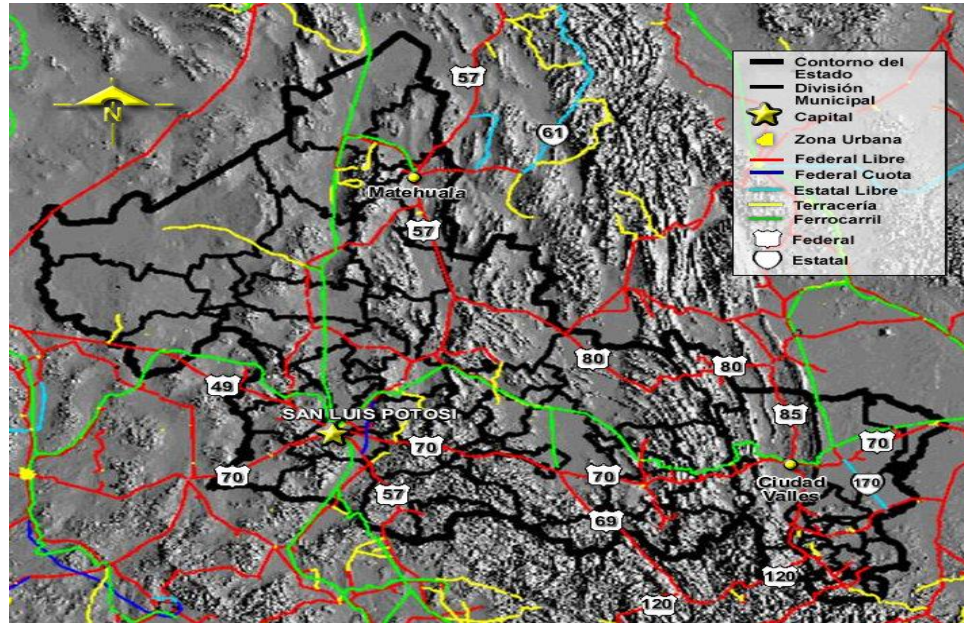 Contorno del
Estado
División
Municipal
Capital
Zona Urbana
Federal Libre
Federal Cuota
Estatal Libre
Terracería
Ferrocarril
Federal
Estatal
N
57
61
Matehuala
57
80
80
49
85
SAN LUIS POTOSI
70
70
70
70
Ciudad
Valles
170
57
69
120
120